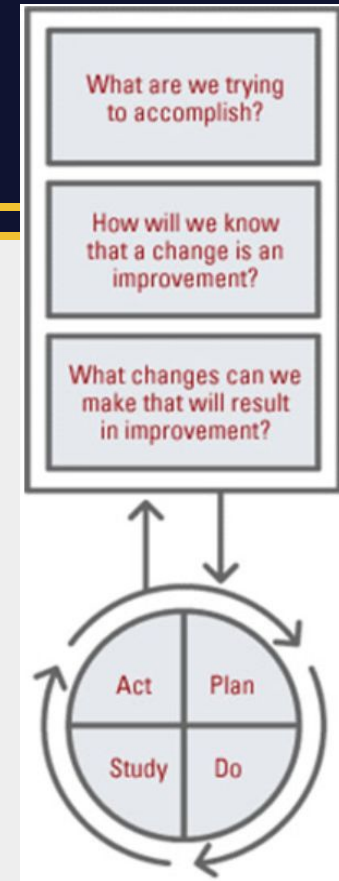 What are we trying
to accomplish?
How will we know
that a change is an
improvement?
What changes can we
make that will result
in improvement?
Act Plan
Study Do